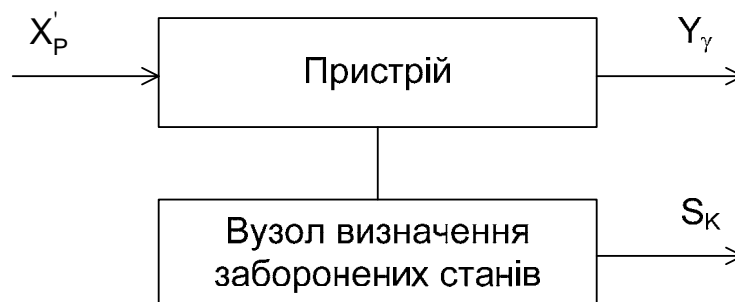 X'P
Yγ
Пристрій
SK
Вузол визначення
заборонених станів